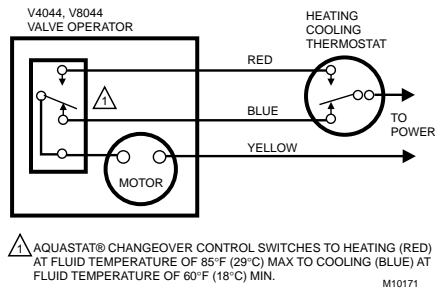 V4044, V8044
VALVE OPERATOR
HEATING
COOLING
THERMOSTAT
RED
1
BLUE
TO
POWER
YELLOW
MOTOR
1 AQUASTAT® CHANGEOVER CONTROL SWITCHES TO HEATING (RED)
AT FLUID TEMPERATURE OF 85°F (29°C) MAX TO COOLING (BLUE) AT
FLUID TEMPERATURE OF 60°F (18°C) MIN.
M10171